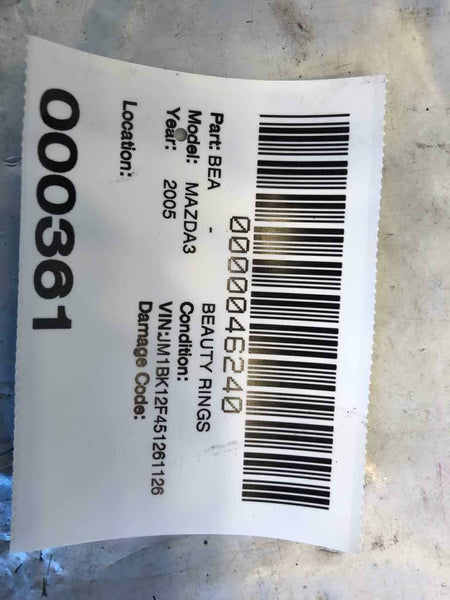 0000046240
Part: BEA - BEAUTY RINGS
Model: MAZDA3 Condition:
Year: 2005 VIN:JM1BK12F451261126
Damage Code:
Location:
000361